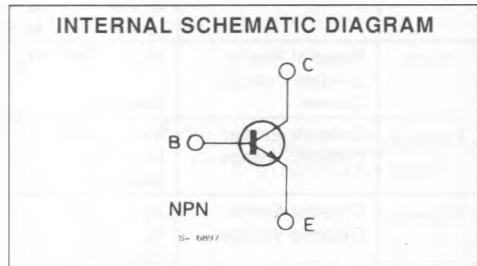 INTERNAL SCHEMATIC DIAGRAM
C
B
NPN
E
S- 6897